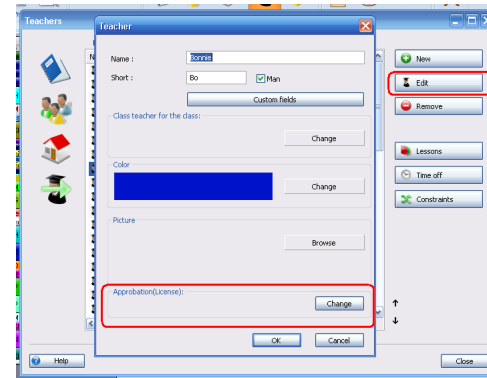 Teachers
Teacher
Name :
Bonnie
Short :
Bo
Man
Custom fields
Class teacher for the class:
Change
Color
Change
Picture
Browse
Approbation(License):
Change
OK
Cancel
N
New
Edit
Remove
Lessons
Time off
Constraints
Help
Close